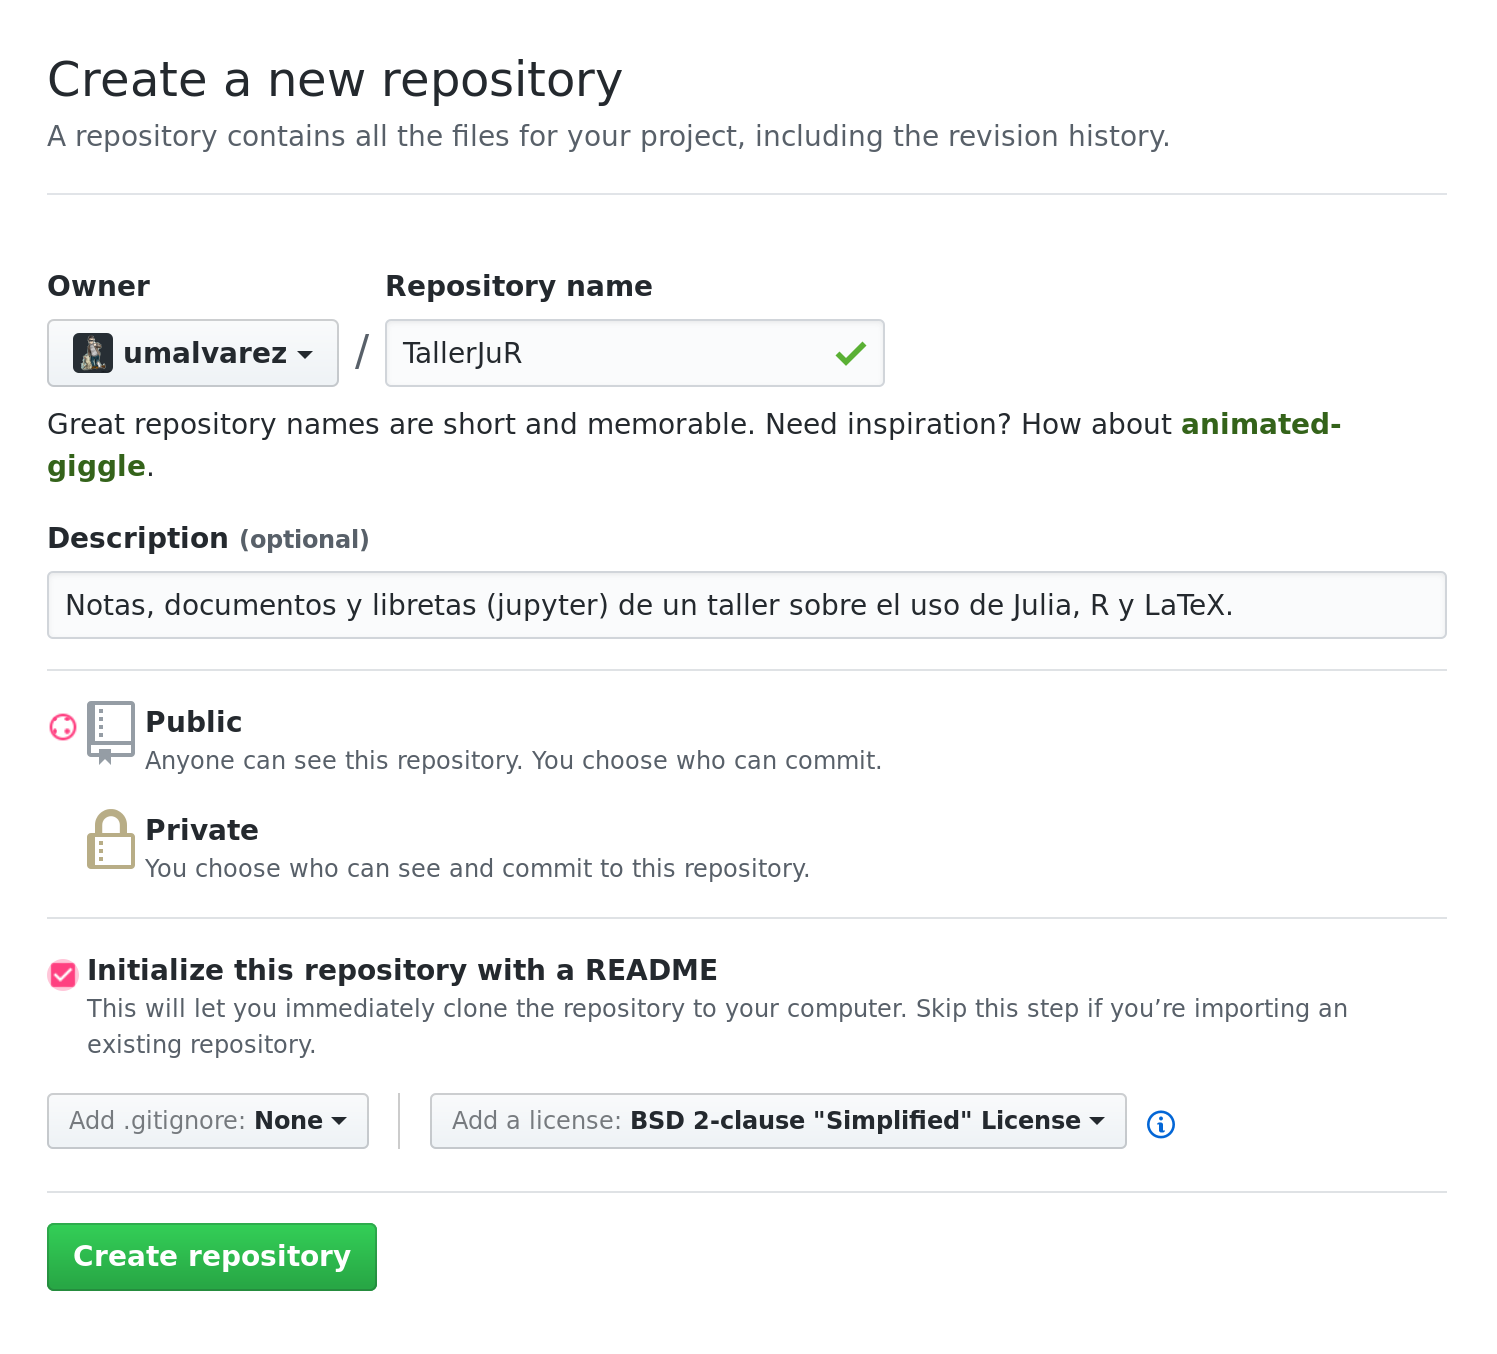 Create a new repository
A repository contains all the files for your project, including the revision history.
Owner
Repository name
umalvarez
/
TallerJuR
Great repository names are short and memorable. Need inspiration? How about animated-
giggle.
Description (optional)
Notas, documentos y libretas (jupyter) de un taller sobre el uso de Julia, R y LaTeX.
Public
Anyone can see this repository. You choose who can commit.
Private
You choose who can see and commit to this repository.
Initialize this repository with a README
This will let you immediately clone the repository to your computer. Skip this step if you’re importing an
existing repository.
Add .gitignore: None
Add a license: BSD 2-clause "Simplified" License
Create repository